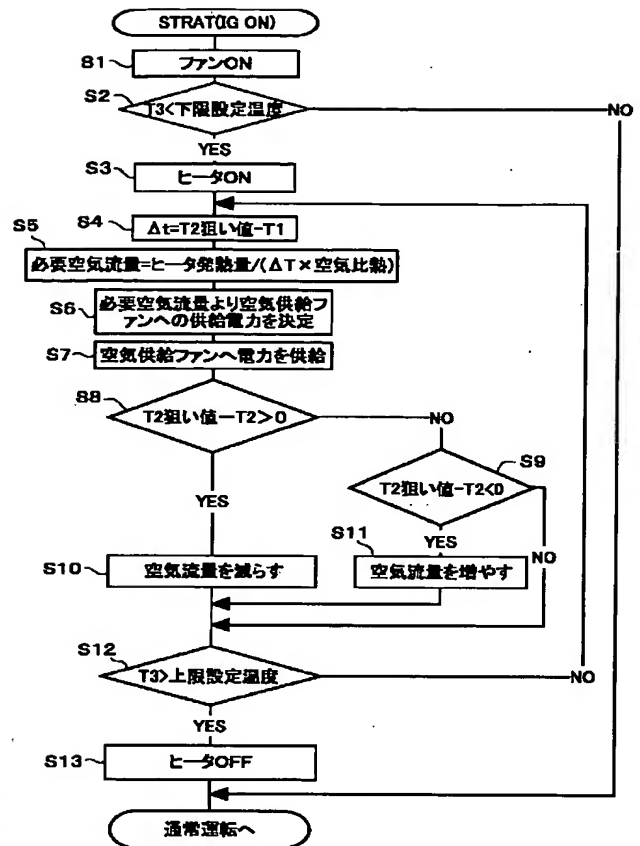 STRAT(IG ON)
S1
ファンON
S2
T3<下限設定温度
NO
YES
S3
ヒータON
S4
Δt=T2狙い値-T1
S5
必要空気流量=ヒータ発熱量/(ΔT×空気比熱)
S6
必要空気流量より空気供給フ
ァンへの供給電力を決定
S7
空気供給ファンへ電力を供給
S8
T2狙い値-T2>0
NO
S9
T2狙い値-T2<0
YES
YES
NO
S10
空気流量を減らす
S11
空気流量を増やす
S12
T3>上限設定温度
NO
YES
S13
ヒータOFF
通常運転へ